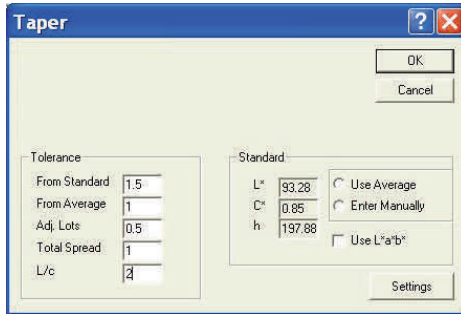 Taper
OK
Cancel
Tolerance
From Standard 1.5
From Average 1
Adj. Lots 0.5
Total Spread 1
L/c 2
Standard
L* 93.28
C* 0.85
h 197.88
Use Average
Enter Manually
Use L*a*b*
Settings